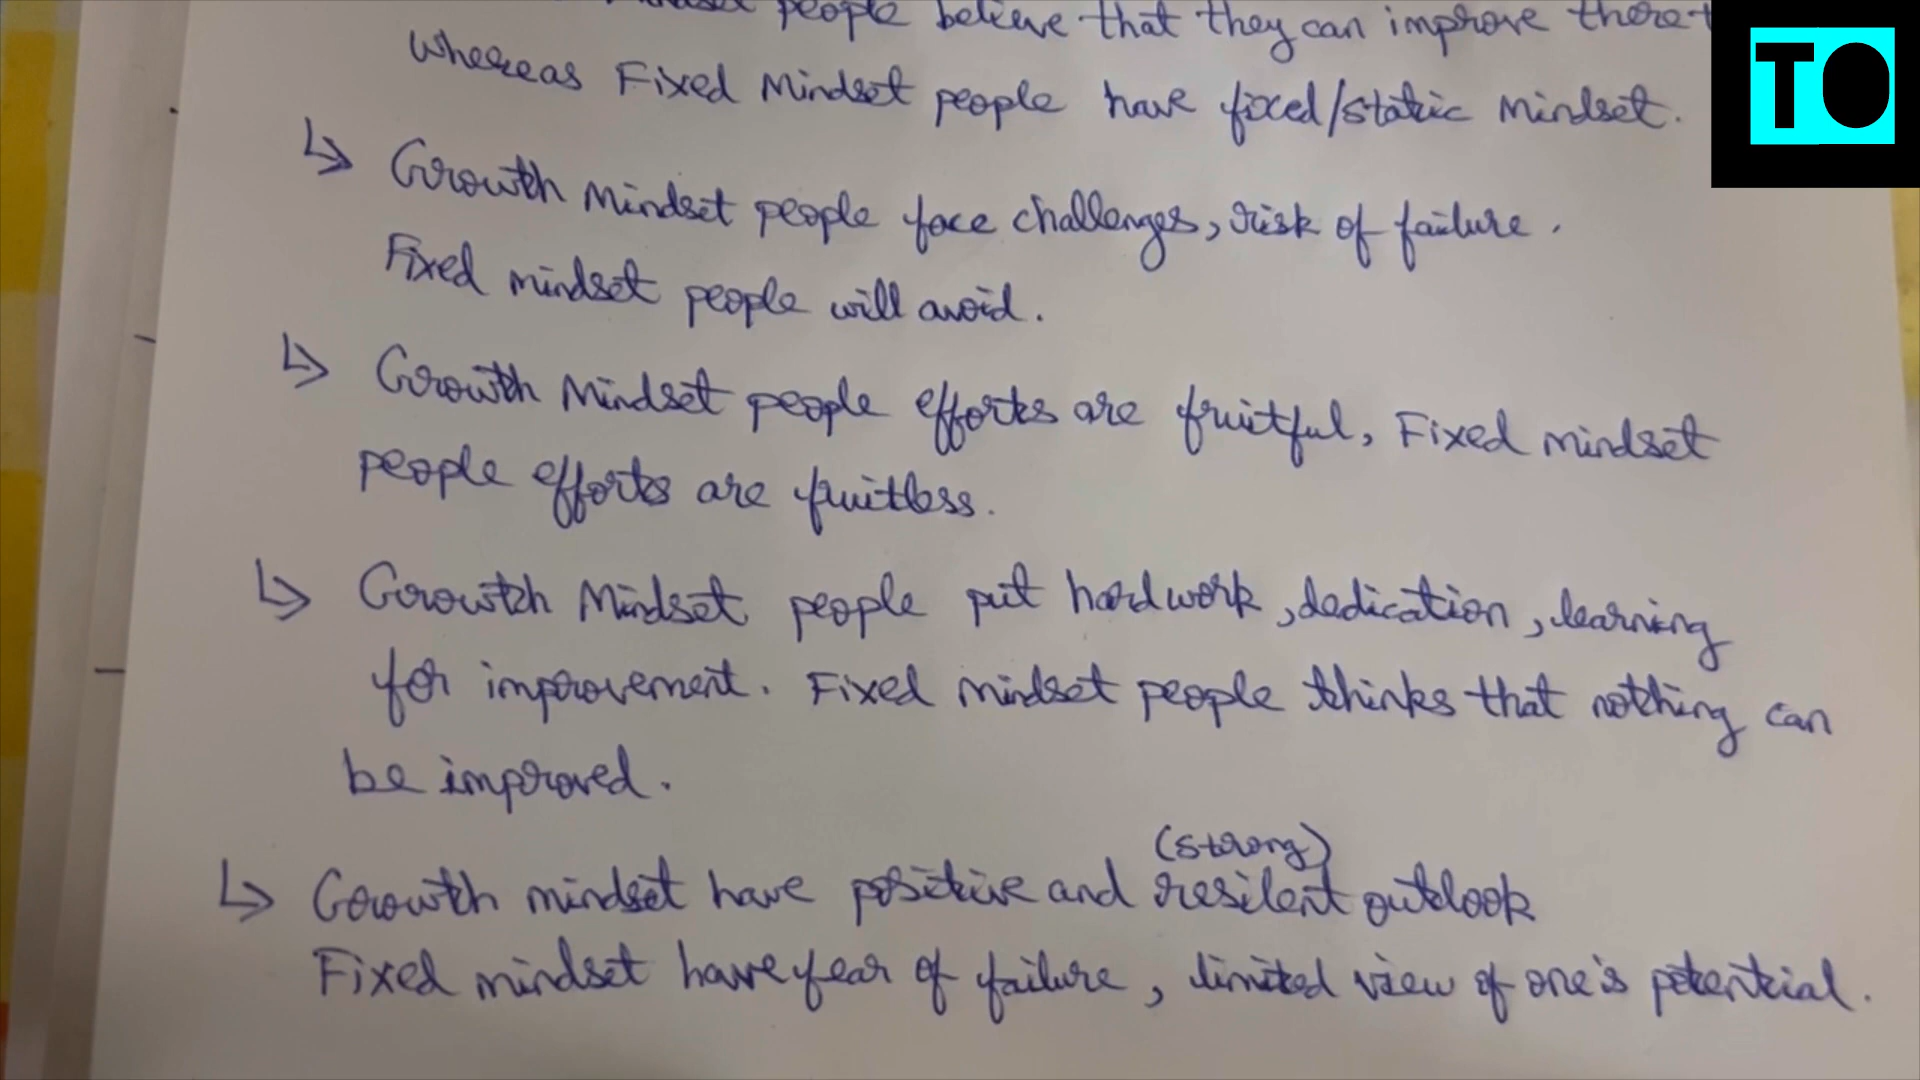 people believe that they can improve
Whereas Fixed Mindset people have fixed/static Mindset.
↳ Growth Mindset people face challenges, risk of failure.
Fixed mindset people will avoid.
↳ Growth Mindset people efforts are fruitful, Fixed mindset
people efforts are fruitless.
↳ Growth Mindset people put hardwork, dedication, learning
for improvement. Fixed mindset people thinks that nothing can
be improved.
(strong)
↳ Growth mindset have positive and resilent outlook
Fixed mindset have fear of failure, limited view of one's potential.
TO